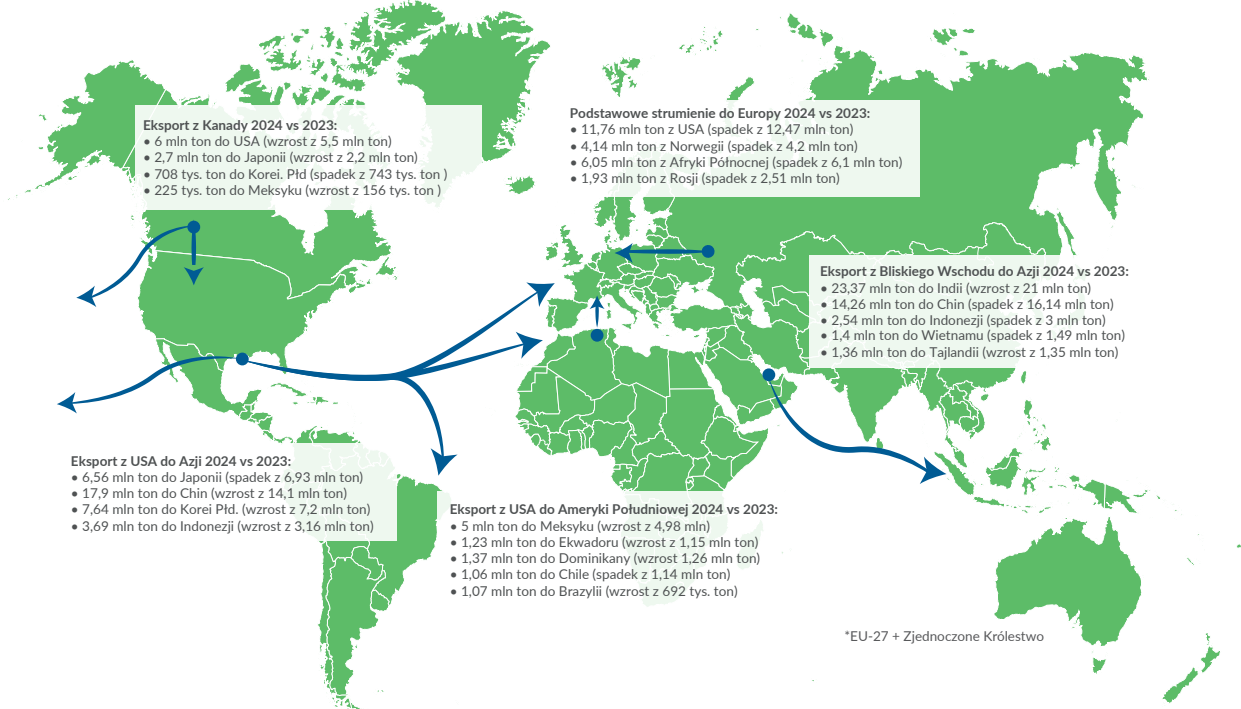 Eksport z Kanady 2024 vs 2023:
• 6 mln ton do USA (wzrost z 5,5 mln ton)
• 2,7 mln ton do Japonii (wzrost z 2,2 mln ton)
• 708 tys. ton do Korei. Płd (spadek z 743 tys. ton )
• 225 tys. ton do Meksyku (wzrost z 156 tys. ton )
Podstawowe strumienie do Europy 2024 vs 2023:
• 11,76 mln ton z USA (spadek z 12,47 mln ton)
• 4,14 mln ton z Norwegii (spadek z 4,2 mln ton)
• 6,05 mln ton z Afryki Północnej (spadek z 6,1 mln ton)
• 1,93 mln ton z Rosji (spadek z 2,51 mln ton)
Eksport z Bliskiego Wschodu do Azji 2024 vs 2023:
• 23,37 mln ton do Indii (wzrost z 21 mln ton)
• 14,26 mln ton do Chin (spadek z 16,14 mln ton)
• 2,54 mln ton do Indonezji (spadek z 3 mln ton)
• 1,4 mln ton do Wietnamu (spadek z 1,49 mln ton)
• 1,36 mln ton do Tajlandii (wzrost z 1,35 mln ton)
Eksport z USA do Azji 2024 vs 2023:
• 6,56 mln ton do Japonii (spadek z 6,93 mln ton)
• 17,9 mln ton do Chin (wzrost z 14,1 mln ton)
• 7,64 mln ton do Korei Płd. (wzrost z 7,2 mln ton)
• 3,69 mln ton do Indonezji (wzrost z 3,16 mln ton)
Eksport z USA do Ameryki Południowej 2024 vs 2023:
• 5 mln ton do Meksyku (wzrost z 4,98 mln)
• 1,23 mln ton do Ekwadoru (wzrost z 1,15 mln ton)
• 1,37 mln ton do Dominikany (wzrost 1,26 mln ton)
• 1,06 mln ton do Chile (spadek z 1,14 mln ton)
• 1,07 mln ton do Brazylii (wzrost z 692 tys. ton)
*EU-27 + Zjednoczone Królestwo